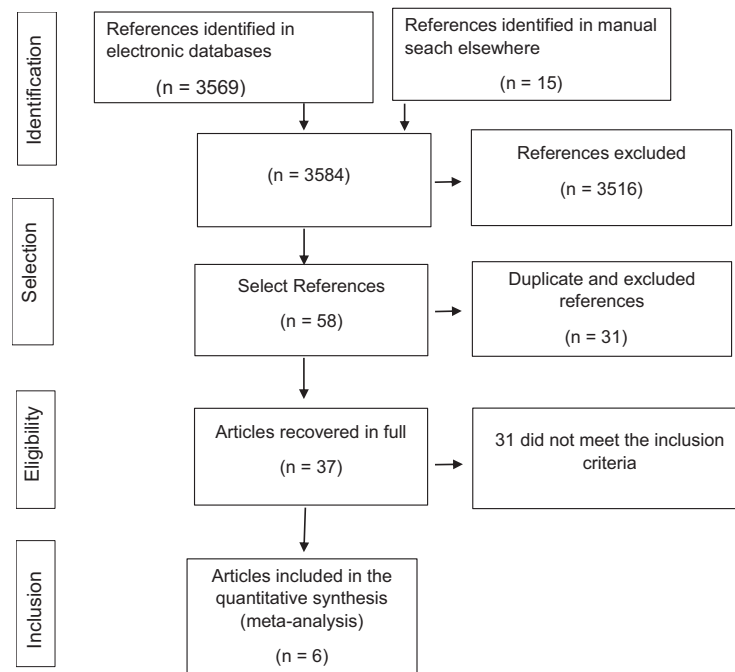 Identification
References identified in
electronic databases
(n = 3569)
References identified in manual
seach elsewhere
(n = 15)
(n = 3584)
References excluded
(n = 3516)
Selection
Select References
(n = 58)
Duplicate and excluded
references
(n = 31)
Eligibility
Articles recovered in full
(n = 37)
31 did not meet the inclusion
criteria
Inclusion
Articles included in the
quantitative synthesis
(meta-analysis)
(n = 6)